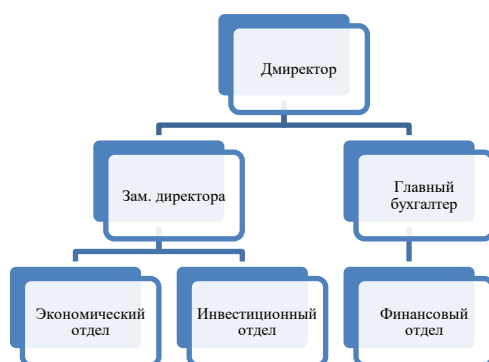 Дмиректор
Зам. директора
Главный
бухгалтер
Экономический
отдел
Инвестиционный
отдел
Финансовый
отдел